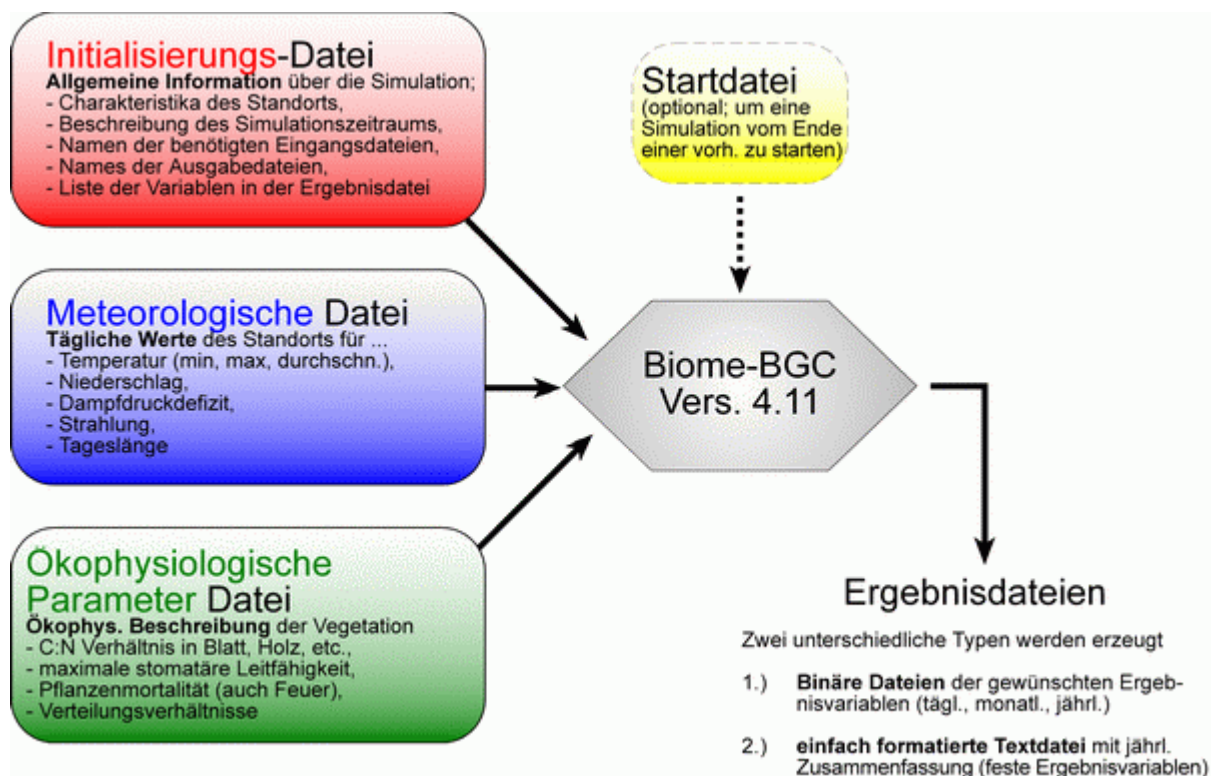 Initialisierungs-Datei
Allgemeine Information über die Simulation;
- Charakteristika des Standorts,
- Beschreibung des Simulationszeitraums,
- Namen der benötigten Eingangsdateien,
- Names der Ausgabedateien,
- Liste der Variablen in der Ergebnisdatei
Startdatei
(optional; um eine
Simulation vom Ende
einer vorh. zu starten)
Meteorologische Datei
Tägliche Werte des Standorts für ...
- Temperatur (min, max, durchschn.),
- Niederschlag,
- Dampfdruckdefizit,
- Strahlung,
- Tageslänge
Biome-BGC
Vers. 4.11
Ökophysiologische
Parameter Datei
Ökophys. Beschreibung der Vegetation
- C:N Verhältnis in Blatt, Holz, etc.,
- maximale stomatäre Leitfähigkeit,
- Pflanzenmortalität (auch Feuer),
- Verteilungsverhältnisse
Ergebnisdateien
Zwei unterschiedliche Typen werden erzeugt
1.) Binäre Dateien der gewünschten Ergeb-
nisvariablen (tägl., monatl., jährl.)
2.) einfach formatierte Textdatei mit jährl.
Zusammenfassung (feste Ergebnisvariablen)